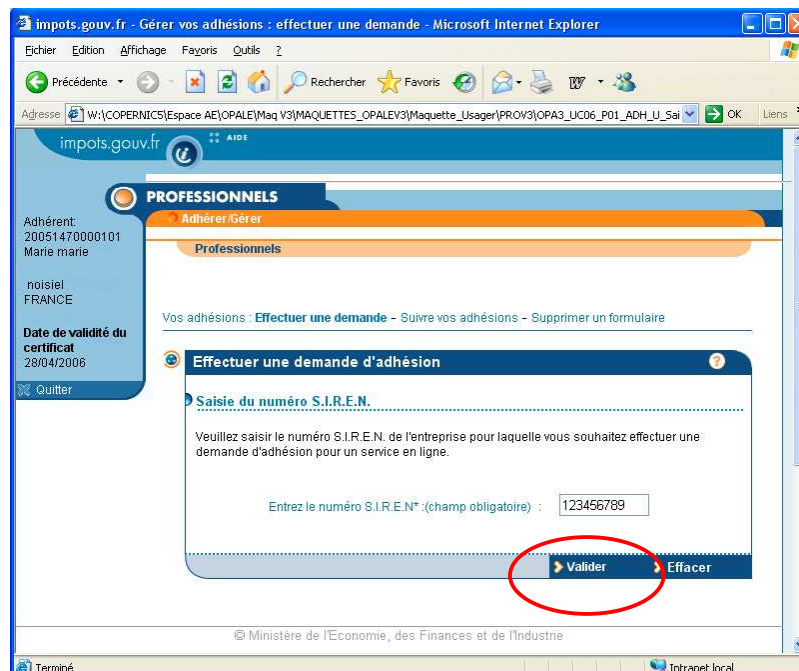 impots.gouv.fr - Gérer vos adhésions : effectuer une demande - Microsoft Internet Explorer
Fichier Edition Affichage Favoris Outils ?
Précédente Rechercher Favoris
Adresse W:\COPERNIC5\Espace AE\OPALE\Maq V3\MAQUETTES_OPALEV3\Maquette_Usager\PROV3\OPA3_UC06_P01_ADH_U_Sai OK Liens
impots.gouv.fr AIDE
PROFESSIONNELS
Adhérer/Gérer
Professionnels
Adhérent:
20051470000101
Marie marie
noisiel
FRANCE
Date de validité du
certificat
28/04/2006
Quitter
Vos adhésions : Effectuer une demande - Suivre vos adhésions - Supprimer un formulaire
Effectuer une demande d'adhésion ?
Saisie du numéro S.I.R.E.N.
Veuillez saisir le numéro S.I.R.E.N. de l'entreprise pour laquelle vous souhaitez effectuer une
demande d'adhésion pour un service en ligne.
Entrez le numéro S.I.R.E.N* :(champ obligatoire) : 123456789
Valider Effacer
© Ministère de l'Economie, des Finances et de l'Industrie
Terminé Intranet local